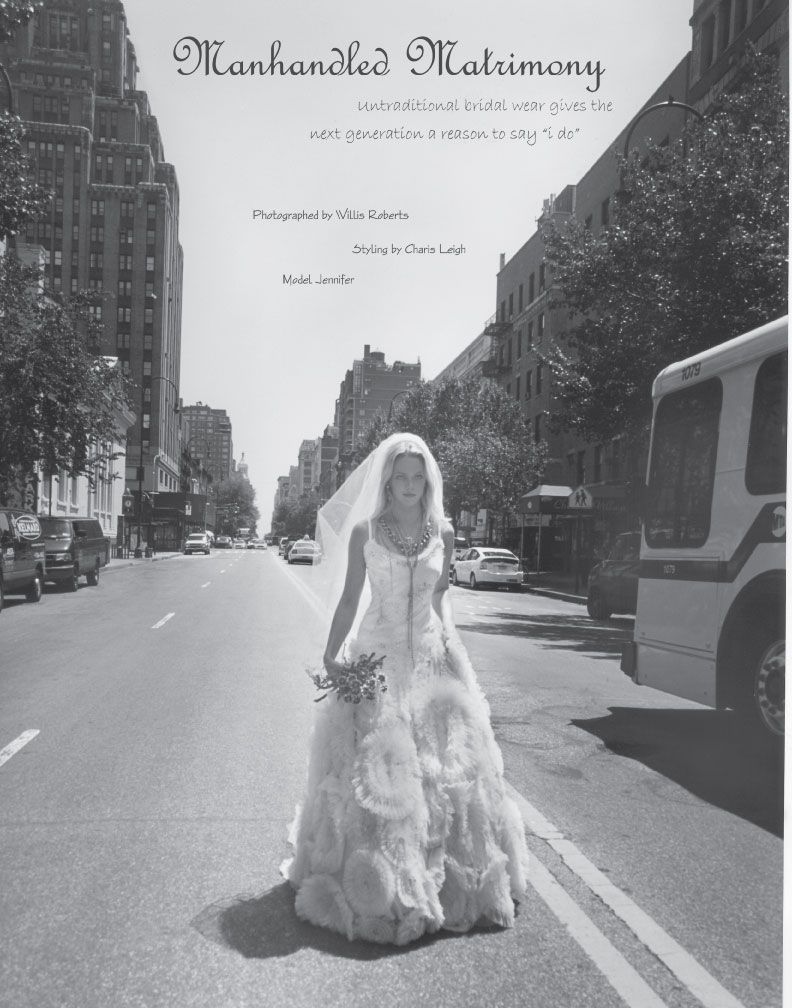 Manhandled Matrimony
Untraditional bridal wear gives the
next generation a reason to say “i do”
Photographed by Willis Roberts
Styling by Charis Leigh
Model Jennifer
1079
1079